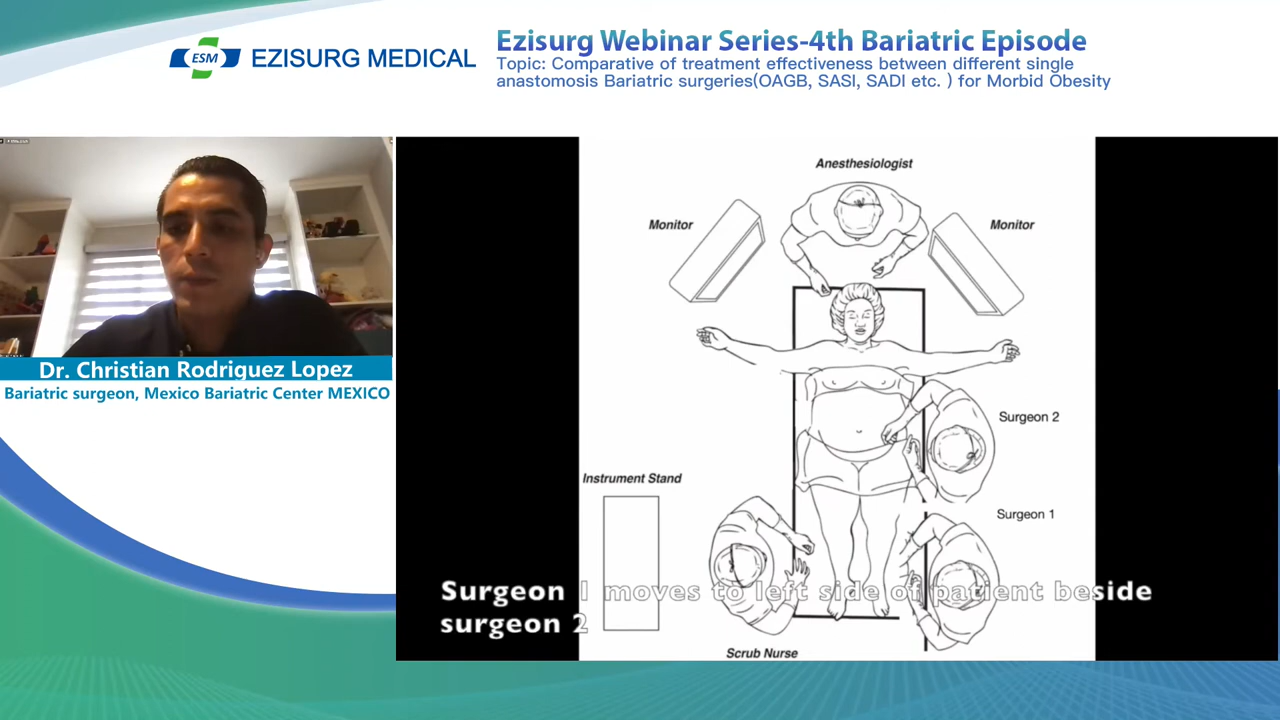 ESM
EZISURG MEDICAL
Ezisurg Webinar Series-4th Bariatric Episode
Topic: Comparative of treatment effectiveness between different single
anastomosis Bariatric surgeries(OAGB, SASI, SADI etc. ) for Morbid Obesity
Dr. Christian Rodriguez Lopez
Bariatric surgeon, Mexico Bariatric Center MEXICO
Anesthesiologist
Monitor
Monitor
Surgeon 2
Instrument Stand
Surgeon 1
Surgeon 1 moves to left side of patient beside
surgeon 2
Scrub Nurse